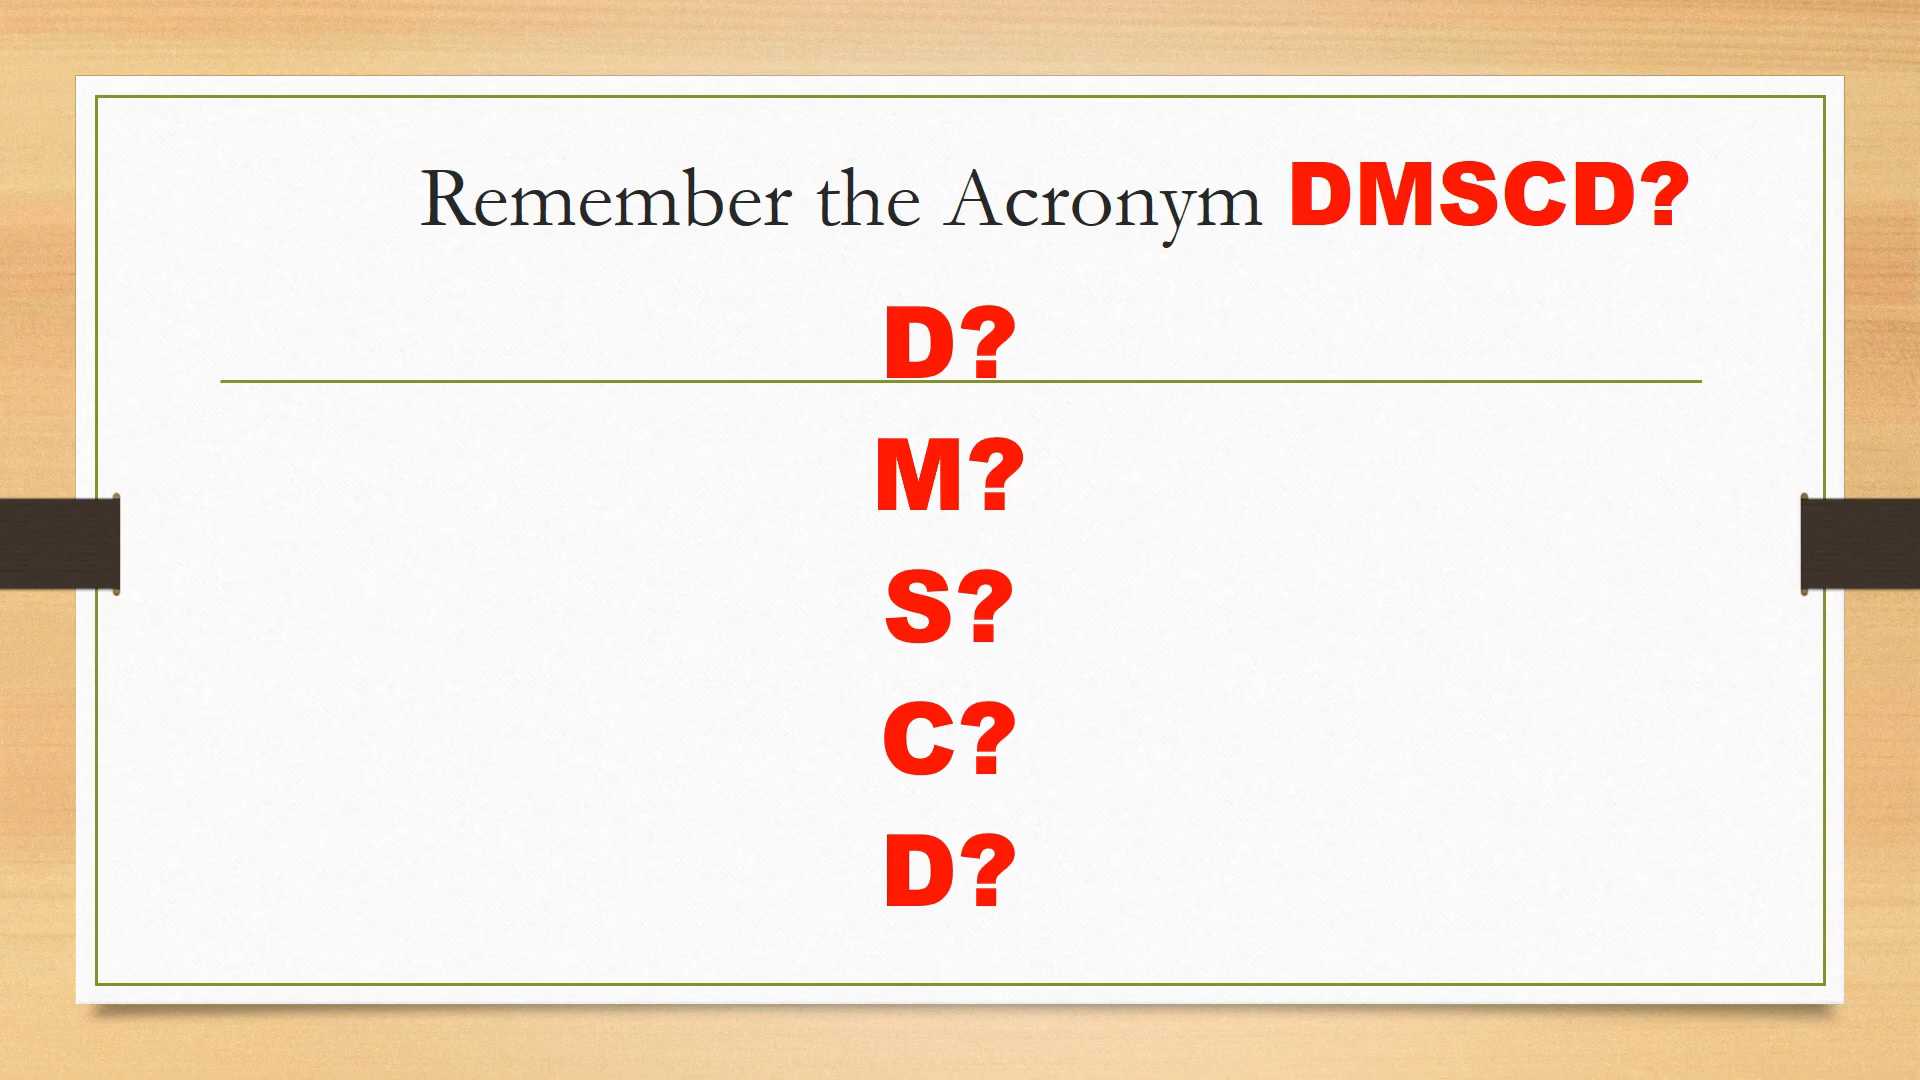 Remember the Acronym DMSCD?
D?
M?
S?
C?
D?